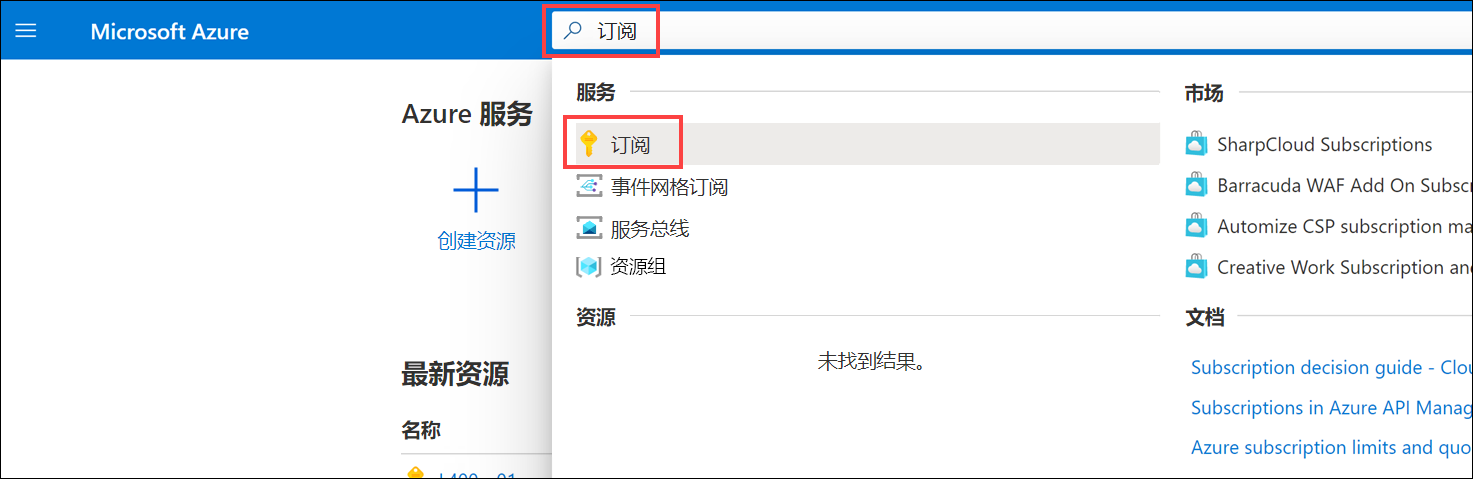 Microsoft Azure
订阅
Azure 服务
创建资源
最新资源
名称
服务
订阅
事件网格订阅
服务总线
资源组
资源
未找到结果。
市场
SharpCloud Subscriptions
Barracuda WAF Add On Subscr
Automize CSP subscription ma
Creative Work Subscription and
文档
Subscription decision guide - Clou
Subscriptions in Azure API Manag
Azure subscription limits and quo